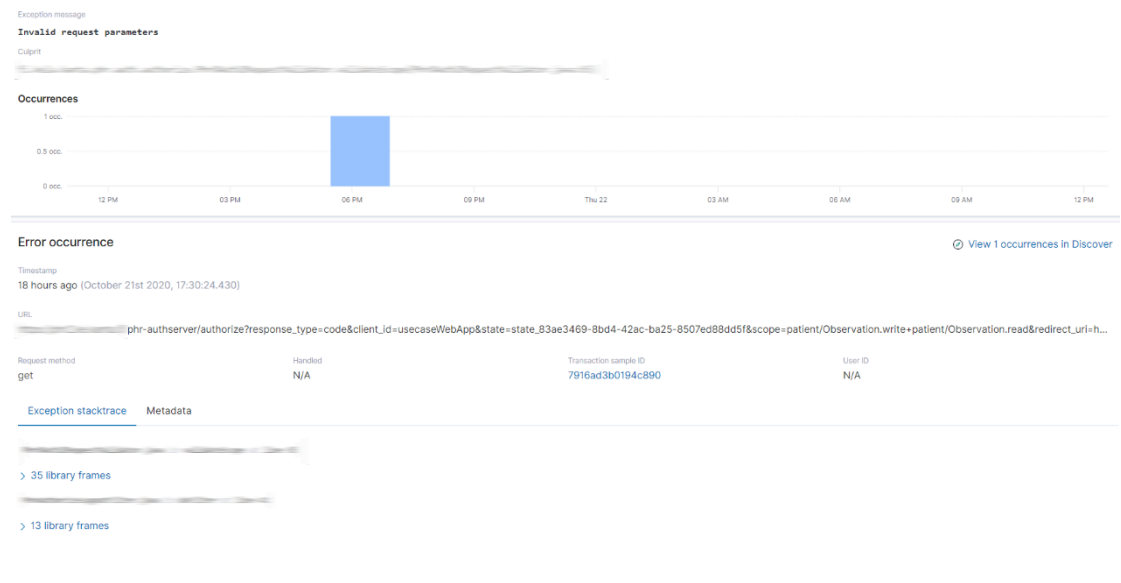 Exception message
Invalid request parameters
Culprit
Occurrences
1 occ.
0.5 occ.
0 occ.
12 PM 03 PM 06 PM 09 PM Thu 22 03 AM 06 AM 09 AM 12 PM
Error occurrence
View 1 occurrences in Discover
Timestamp
18 hours ago (October 21st 2020, 17:30:24.430)
URL
phr-authserver/authorize?response_type=code&client_id=usecaseWebApp&state=state_83ae3469-8bd4-42ac-ba25-8507ed88dd5f&scope=patient/Observation.write+patient/Observation.read&redirect_uri=h...
Request method Handled Transaction sample ID User ID
get N/A 7916ad3b0194c890 N/A
Exception stacktrace Metadata
35 library frames
13 library frames